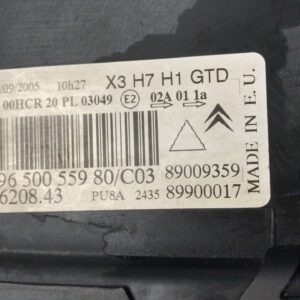 /09/2005 10h27 X3 H7 H1 GTD
00HCR 20 PL 03049 E2 02A 01 1a
96 500 559 80/C03 89009359
6208.43 PU8A 2435 89900017
MADE IN E.U.